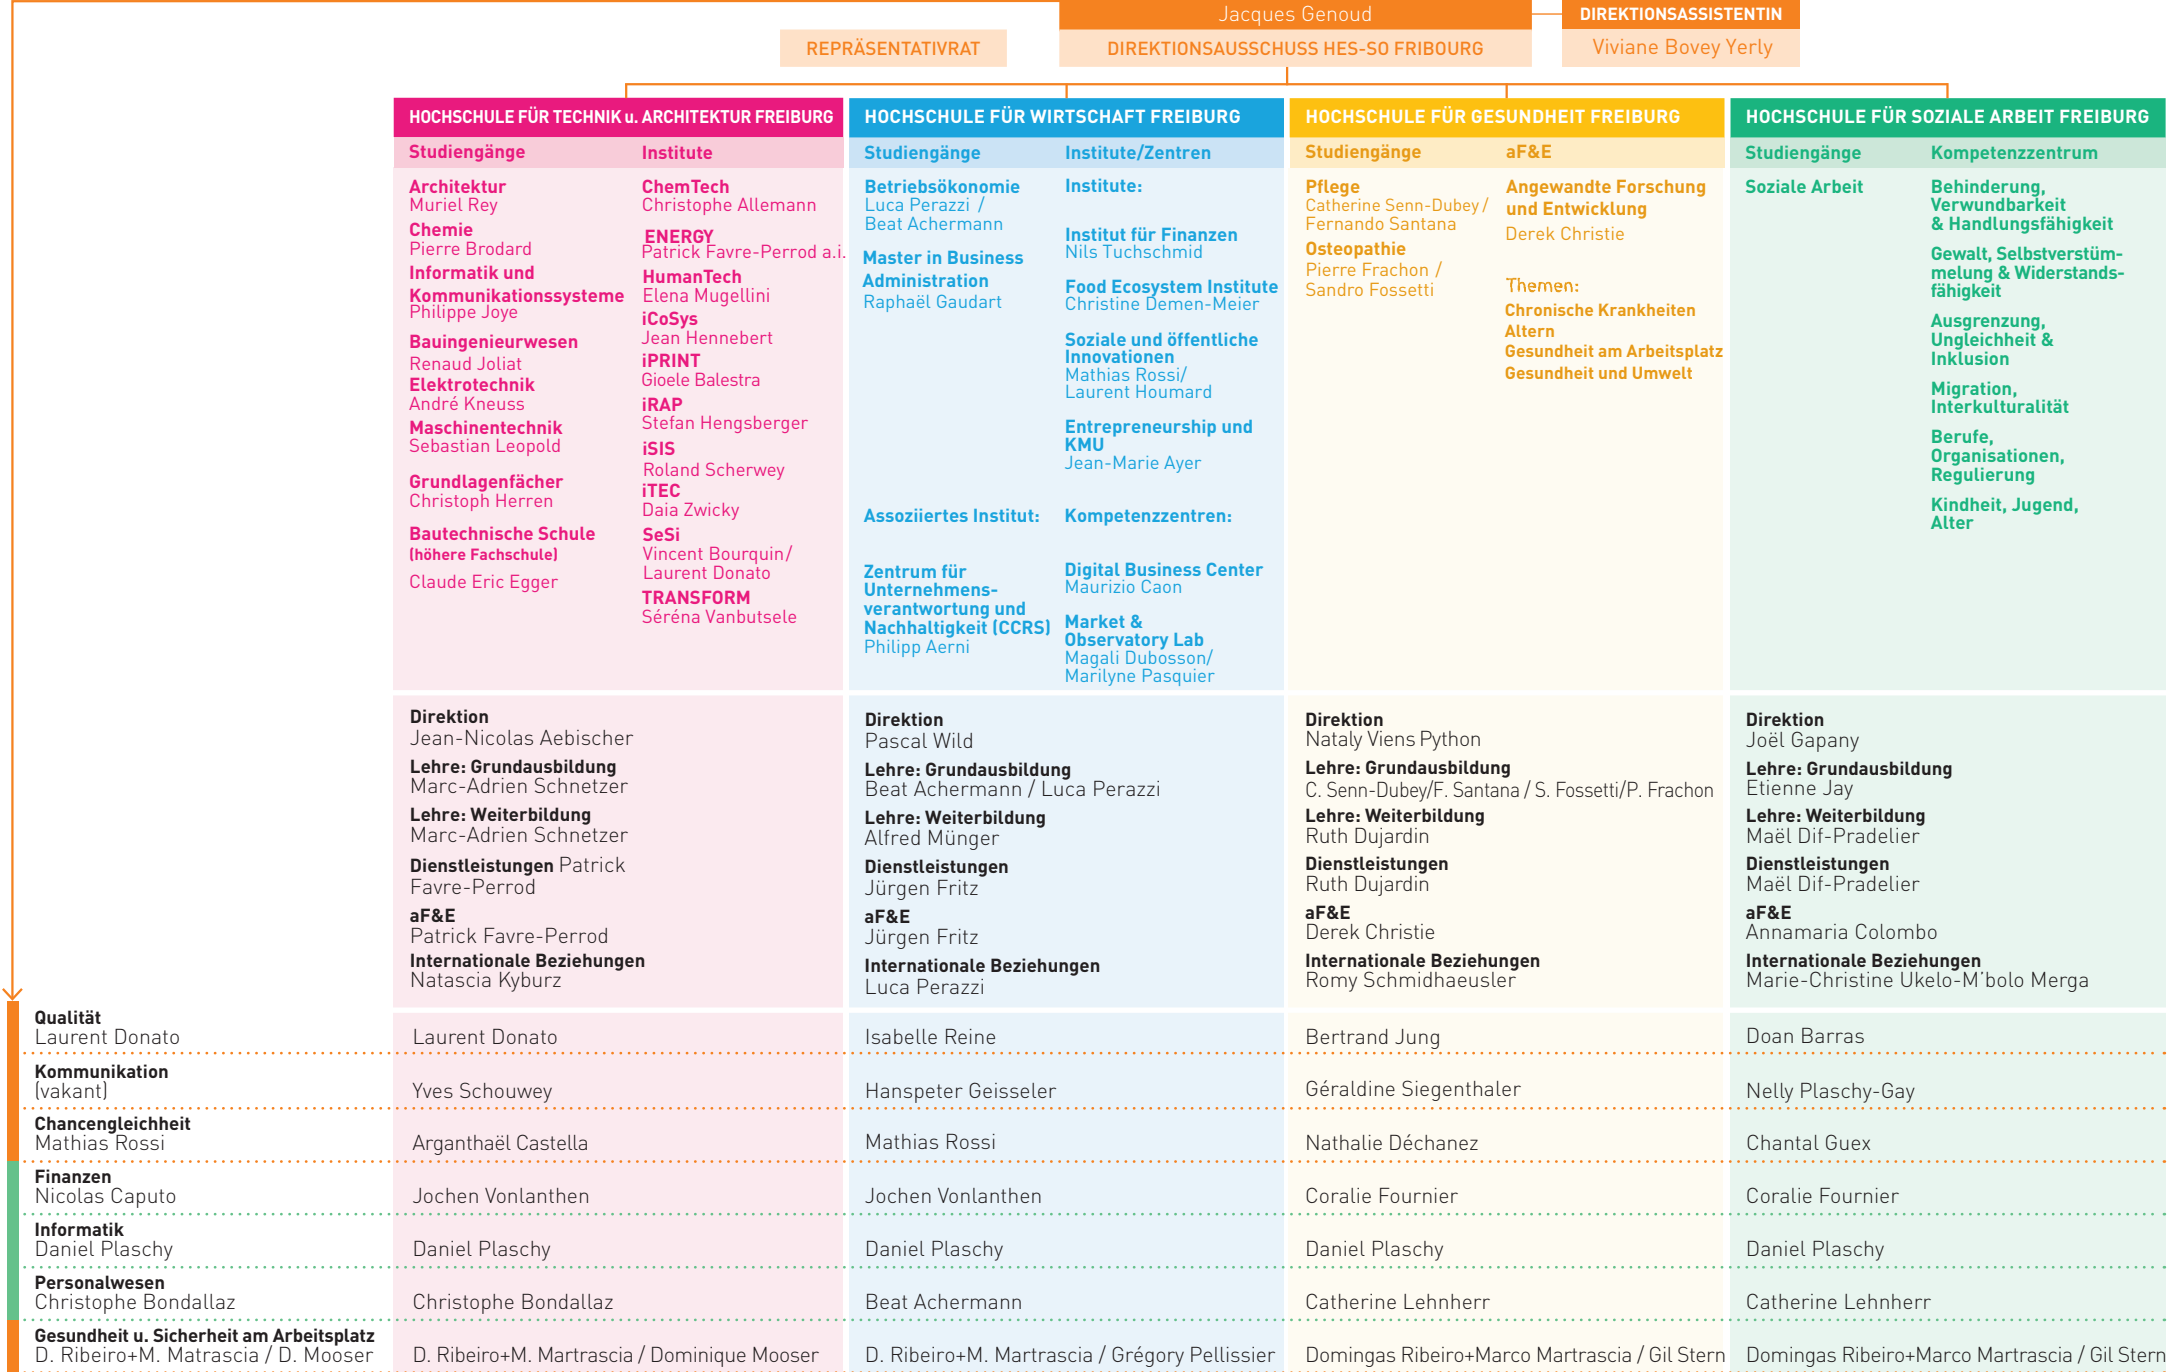 Jacques Genoud
DIREKTIONSASSISTENTIN
REPRÄSENTATIVRAT
DIREKTIONSAUSSCHUSS HES-SO FRIBOURG
Viviane Bovey Yerly
HOCHSCHULE FÜR TECHNIK u. ARCHITEKTUR FREIBURG
Studiengänge
Architektur
Muriel Rey
Chemie
Pierre Brodard
Informatik und
Kommunikationssysteme
Philippe Joye
Bauingenieurwesen
Renaud Joliat
Elektrotechnik
André Kneuss
Maschinentechnik
Sebastian Leopold
Grundlagenfächer
Christoph Herren
Bautechnische Schule
(höhere Fachschule)
Claude Eric Egger
Institute
ChemTech
Christophe Allemann
ENERGY
Patrick Favre-Perrod a.i.
HumanTech
Elena Mugellini
iCoSys
Jean Hennebert
iPRINT
Gioele Balestra
iRAP
Stefan Hengsberger
iSIS
Roland Scherwey
iTEC
Daia Zwicky
SeSi
Vincent Bourquin/
Laurent Donato
TRANSFORM
Séréna Vanbutsele
HOCHSCHULE FÜR WIRTSCHAFT FREIBURG
Studiengänge
Betriebsökonomie
Luca Perazzi /
Beat Achermann
Master in Business
Administration
Raphaël Gaudart
Assoziiertes Institut:
Zentrum für
Unternehmens-
verantwortung und
Nachhaltigkeit (CCRS)
Philipp Aerni
Institute/Zentren
Institute:
Institut für Finanzen
Nils Tuchschmid
Food Ecosystem Institute
Christine Demen-Meier
Soziale und öffentliche
Innovationen
Mathias Rossi/
Laurent Houmard
Entrepreneurship und
KMU
Jean-Marie Ayer
Kompetenzzentren:
Digital Business Center
Maurizio Caon
Market &
Observatory Lab
Magali Dubosson/
Marilyne Pasquier
HOCHSCHULE FÜR GESUNDHEIT FREIBURG
Studiengänge
Pflege
Catherine Senn-Dubey /
Fernando Santana
Osteopathie
Pierre Frachon /
Sandro Fossetti
aF&E
Angewandte Forschung
und Entwicklung
Derek Christie
Themen:
Chronische Krankheiten
Altern
Gesundheit am Arbeitsplatz
Gesundheit und Umwelt
HOCHSCHULE FÜR SOZIALE ARBEIT FREIBURG
Studiengänge
Soziale Arbeit
Kompetenzzentrum
Behinderung,
Verwundbarkeit
& Handlungsfähigkeit
Gewalt, Selbstverstüm-
melung & Widerstands-
fähigkeit
Ausgrenzung,
Ungleichheit &
Inklusion
Migration,
Interkulturalität
Berufe,
Organisationen,
Regulierung
Kindheit, Jugend,
Alter
Direktion
Jean-Nicolas Aebischer
Lehre: Grundausbildung
Marc-Adrien Schnetzer
Lehre: Weiterbildung
Marc-Adrien Schnetzer
Dienstleistungen Patrick
Favre-Perrod
aF&E
Patrick Favre-Perrod
Internationale Beziehungen
Natascia Kyburz
Direktion
Pascal Wild
Lehre: Grundausbildung
Beat Achermann / Luca Perazzi
Lehre: Weiterbildung
Alfred Münger
Dienstleistungen
Jürgen Fritz
aF&E
Jürgen Fritz
Internationale Beziehungen
Luca Perazzi
Direktion
Nataly Viens Python
Lehre: Grundausbildung
C. Senn-Dubey/F. Santana / S. Fossetti/P. Frachon
Lehre: Weiterbildung
Ruth Dujardin
Dienstleistungen
Ruth Dujardin
aF&E
Derek Christie
Internationale Beziehungen
Romy Schmidhaeusler
Direktion
Joël Gapany
Lehre: Grundausbildung
Etienne Jay
Lehre: Weiterbildung
Maël Dif-Pradelier
Dienstleistungen
Maël Dif-Pradelier
aF&E
Annamaria Colombo
Internationale Beziehungen
Marie-Christine Ukelo-M'bolo Merga
Qualität
Laurent Donato
Laurent Donato
Isabelle Reine
Bertrand Jung
Doan Barras
Kommunikation
(vakant)
Yves Schouwey
Hanspeter Geisseler
Géraldine Siegenthaler
Nelly Plaschy-Gay
Chancengleichheit
Mathias Rossi
Arganthaël Castella
Mathias Rossi
Nathalie Déchanez
Chantal Guex
Finanzen
Nicolas Caputo
Jochen Vonlanthen
Jochen Vonlanthen
Coralie Fournier
Coralie Fournier
Informatik
Daniel Plaschy
Daniel Plaschy
Daniel Plaschy
Daniel Plaschy
Daniel Plaschy
Personalwesen
Christophe Bondallaz
Christophe Bondallaz
Beat Achermann
Catherine Lehnherr
Catherine Lehnherr
Gesundheit u. Sicherheit am Arbeitsplatz
D. Ribeiro+M. Matrascia / D. Mooser
D. Ribeiro+M. Martrascia / Dominique Mooser
D. Ribeiro+M. Martrascia / Grégory Pellissier
Domingas Ribeiro+Marco Martrascia / Gil Stern
Domingas Ribeiro+Marco Martrascia / Gil Stern